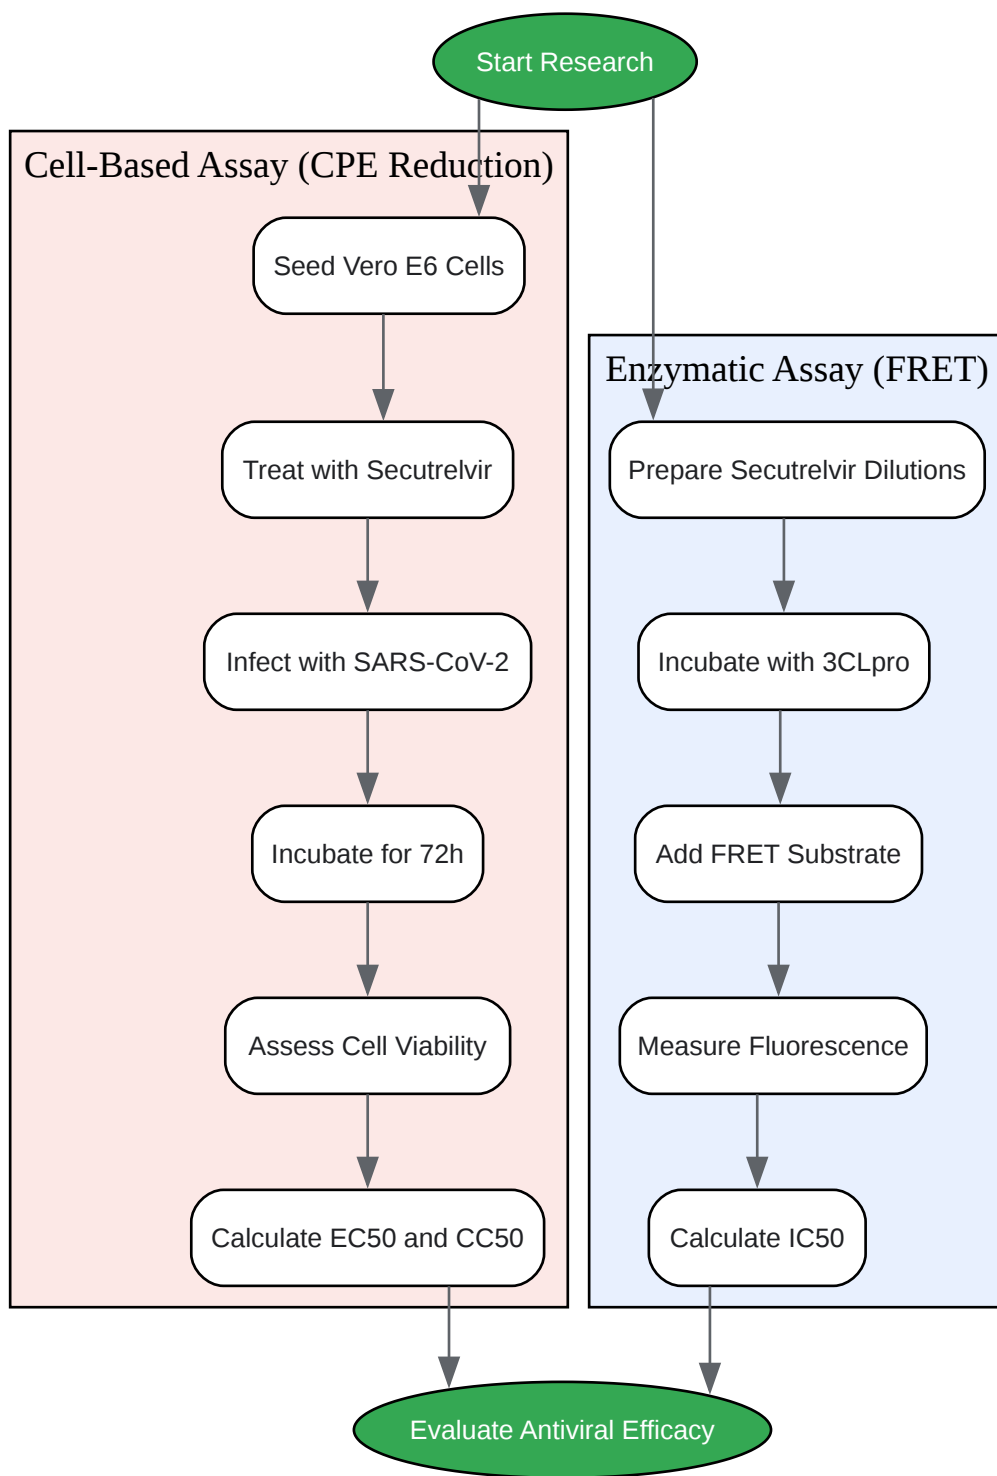 Start Research
Cell-Based Assay (CPE Reduction)
Seed Vero E6 Cells
Treat with Secutrelvir
Infect with SARS-CoV-2
Incubate for 72h
Assess Cell Viability
Calculate EC50 and CC50
Enzymatic Assay (FRET)
Prepare Secutrelvir Dilutions
Incubate with 3CLpro
Add FRET Substrate
Measure Fluorescence
Calculate IC50
Evaluate Antiviral Efficacy